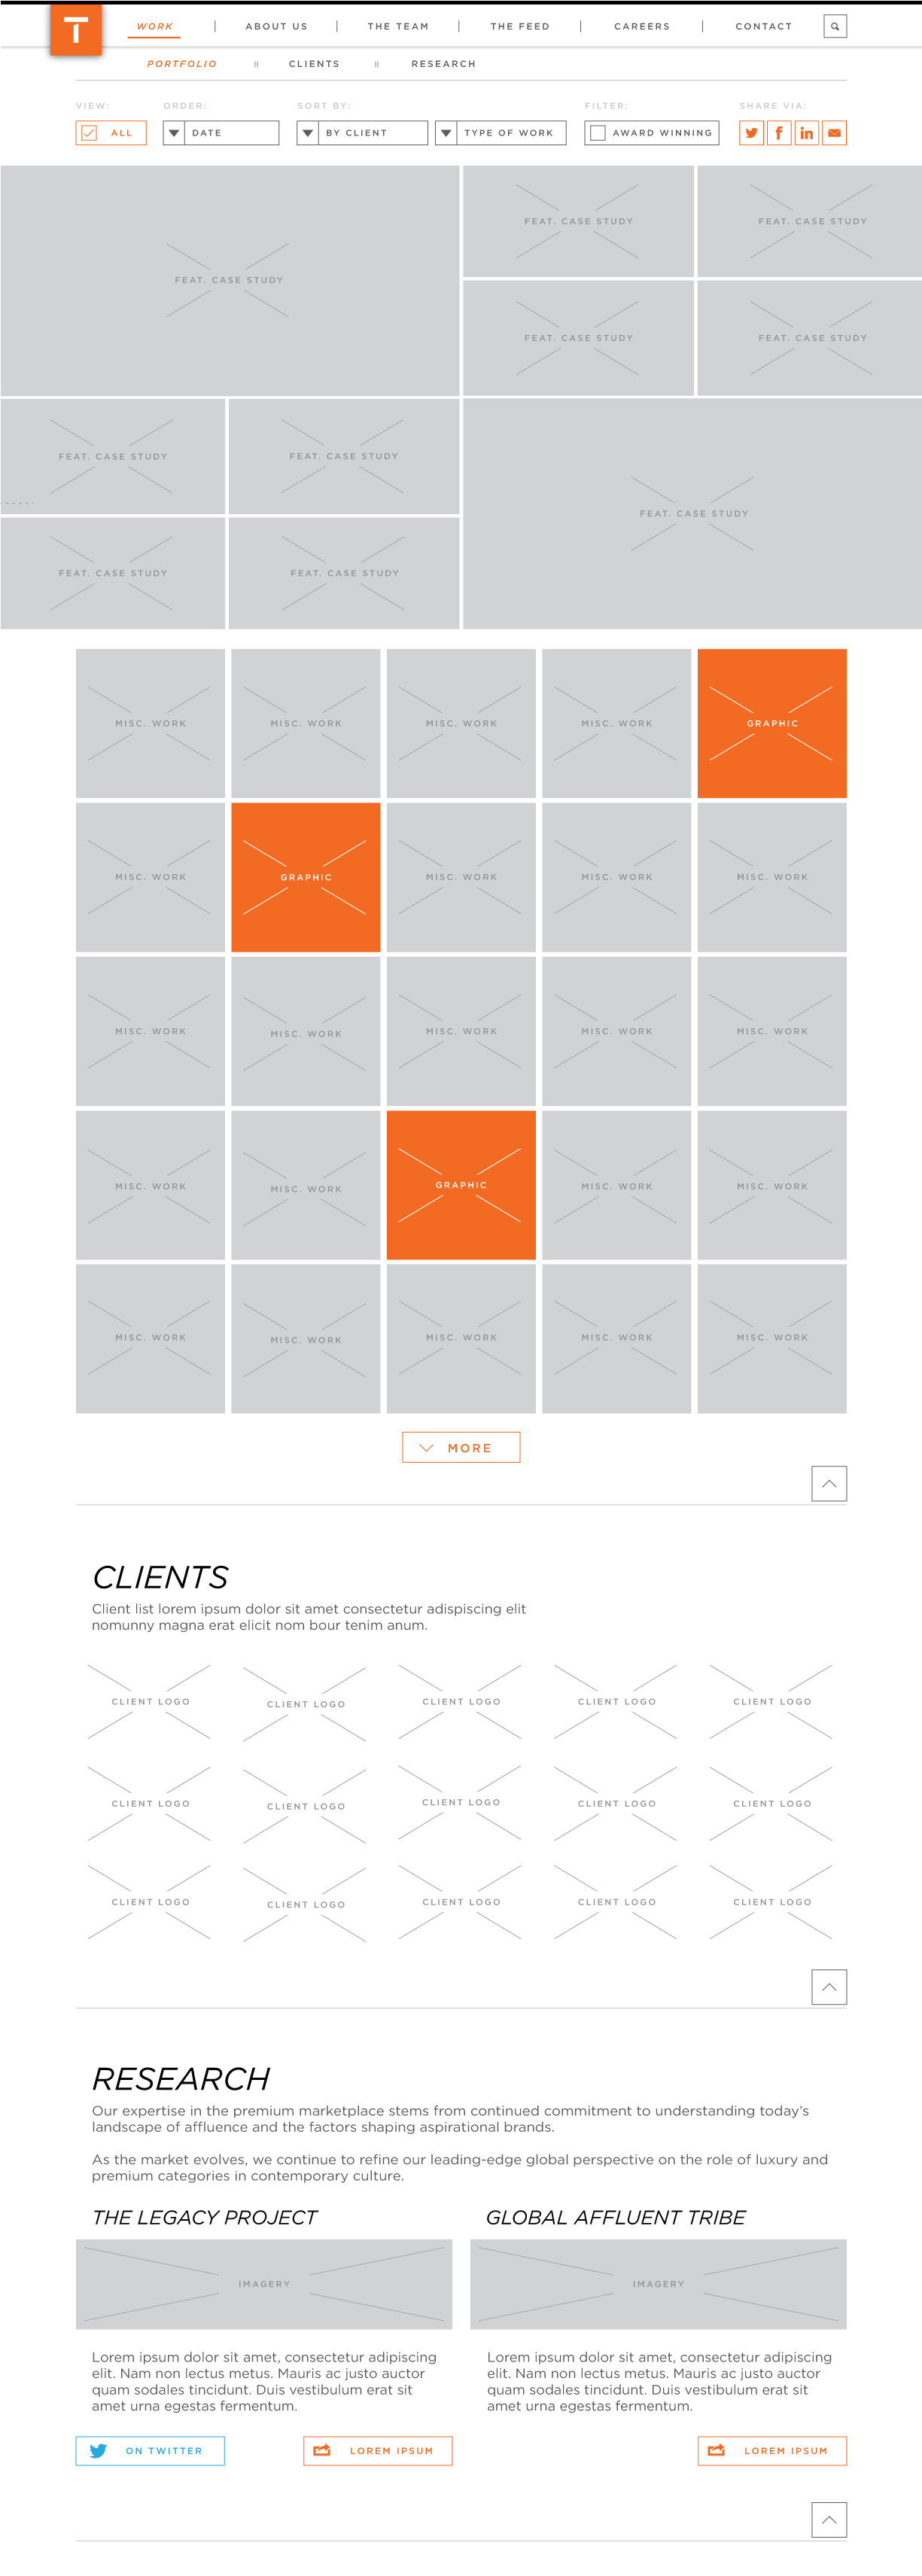 T
WORK | ABOUT US | THE TEAM | THE FEED | CAREERS | CONTACT
PORTFOLIO CLIENTS RESEARCH
VIEW: ORDER: SORT BY: FILTER: SHARE VIA:
ALL DATE BY CLIENT TYPE OF WORK AWARD WINNING
FEAT. CASE STUDY FEAT. CASE STUDY
FEAT. CASE STUDY
FEAT. CASE STUDY FEAT. CASE STUDY
FEAT. CASE STUDY FEAT. CASE STUDY
FEAT. CASE STUDY
FEAT. CASE STUDY FEAT. CASE STUDY
MISC. WORK MISC. WORK MISC. WORK MISC. WORK GRAPHIC
MISC. WORK GRAPHIC MISC. WORK MISC. WORK MISC. WORK
MISC. WORK MISC. WORK MISC. WORK MISC. WORK MISC. WORK
MISC. WORK MISC. WORK GRAPHIC MISC. WORK MISC. WORK
MISC. WORK MISC. WORK MISC. WORK MISC. WORK MISC. WORK
MORE
CLIENTS
Client list lorem ipsum dolor sit amet consectetur adispiscing elit
nomunny magna erat elicit nom bour tenim anum.
CLIENT LOGO CLIENT LOGO CLIENT LOGO CLIENT LOGO CLIENT LOGO
CLIENT LOGO CLIENT LOGO CLIENT LOGO CLIENT LOGO CLIENT LOGO
CLIENT LOGO CLIENT LOGO CLIENT LOGO CLIENT LOGO CLIENT LOGO
RESEARCH
Our expertise in the premium marketplace stems from continued commitment to understanding today's
landscape of affluence and the factors shaping aspirational brands.
As the market evolves, we continue to refine our leading-edge global perspective on the role of luxury and
premium categories in contemporary culture.
THE LEGACY PROJECT
IMAGERY
Lorem ipsum dolor sit amet, consectetur adipiscing
elit. Nam non lectus metus. Mauris ac justo auctor
quam sodales tincidunt. Duis vestibulum erat sit
amet urna egestas fermentum.
ON TWITTER LOREM IPSUM
GLOBAL AFFLUENT TRIBE
IMAGERY
Lorem ipsum dolor sit amet, consectetur adipiscing
elit. Nam non lectus metus. Mauris ac justo auctor
quam sodales tincidunt. Duis vestibulum erat sit
amet urna egestas fermentum.
LOREM IPSUM